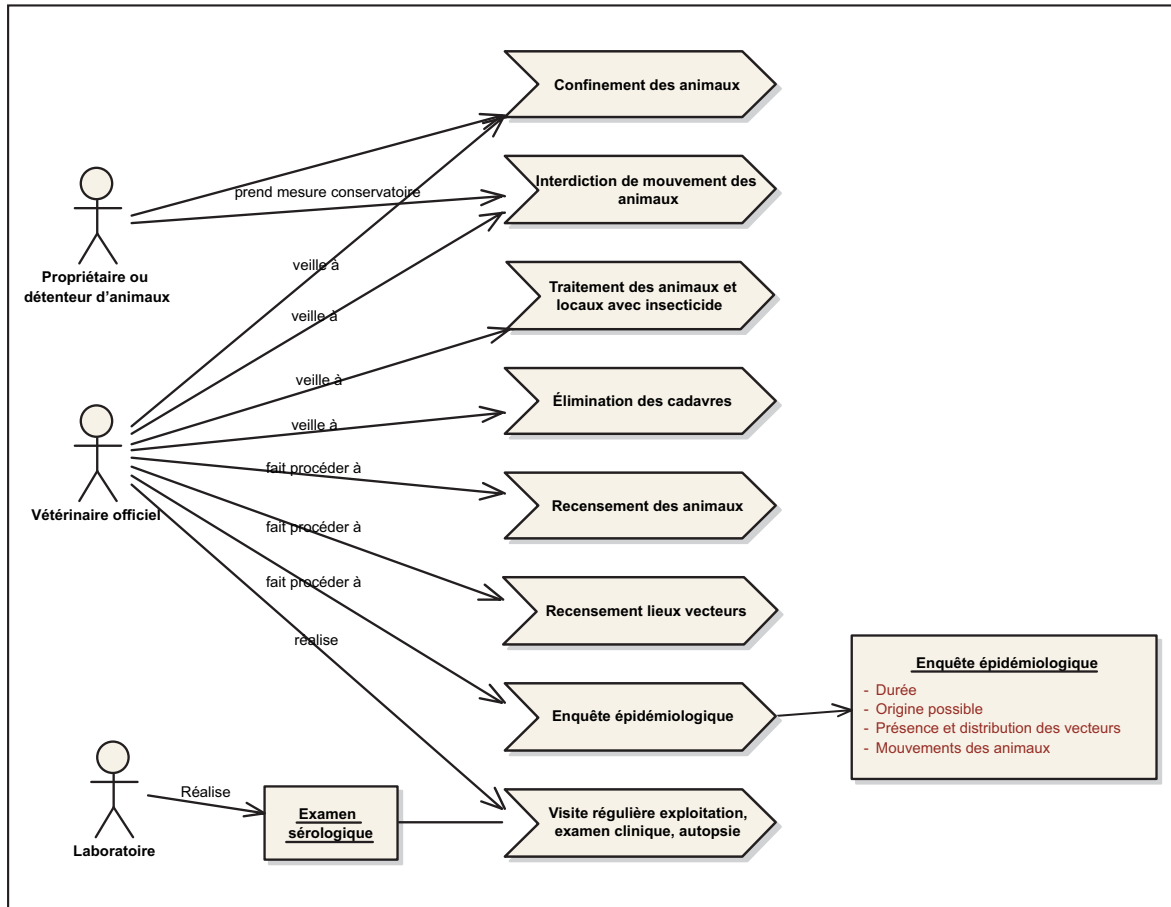 Confinement des animaux
Interdiction de mouvement des
animaux
prend mesure conservatoire
Propriétaire ou
détenteur d'animaux
veille à
Traitement des animaux et
locaux avec insecticide
veille à
veille à
Élimination des cadavres
veille à
fait procéder à
Recensement des animaux
Vétérinaire officiel
fait procéder à
fait procéder à
Recensement lieux vecteurs
réalise
Enquête épidémiologique
Enquête épidémiologique
- Durée
- Origine possible
- Présence et distribution des vecteurs
- Mouvements des animaux
Réalise
Examen
sérologique
Visite régulière exploitation,
examen clinique, autopsie
Laboratoire